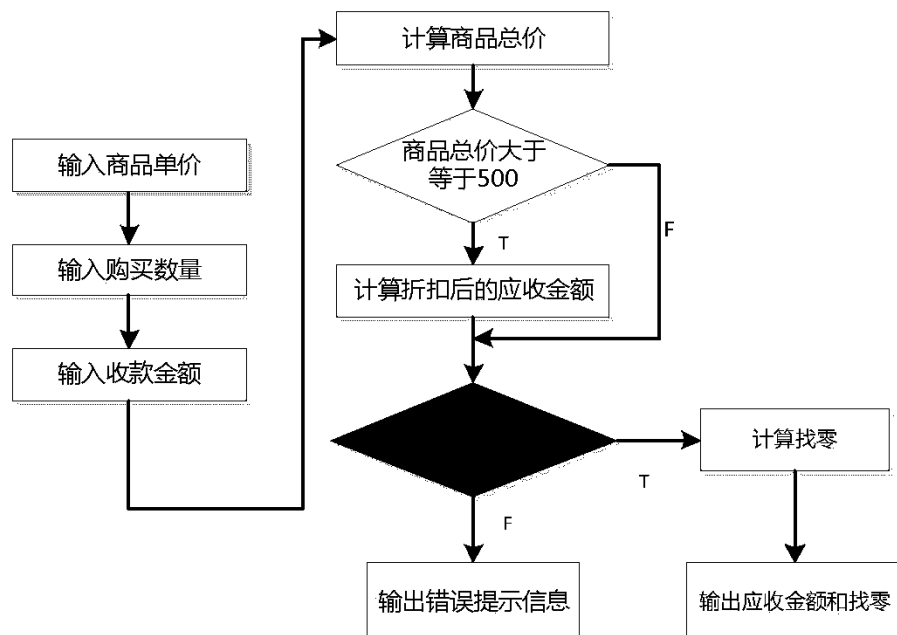 输入商品单价
输入购买数量
输入收款金额
计算商品总价
商品总价大于
等于500
T
F
计算折扣后的应收金额
T
计算找零
F
输出错误提示信息
输出应收金额和找零